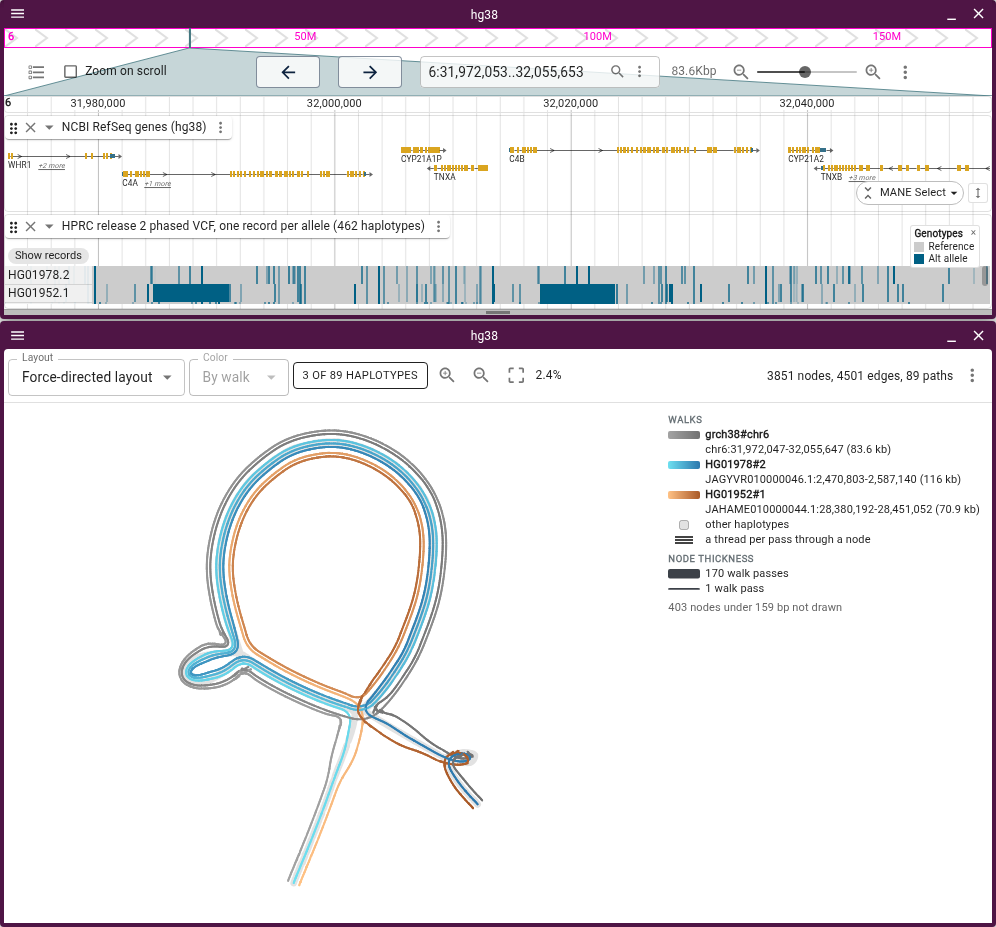 hg38
6 50M 100M 150M
Zoom on scroll
6:31,972,053..32,055,653
83.6Kbp
6 31,980,000 32,000,000 32,020,000 32,040,000
NCBI RefSeq genes (hg38)
CYP21A1P C4B CYP21A2
WHR1 +2 more
TNXA TNXB +3 more
C4A +1 more
MANE Select
HPRC release 2 phased VCF, one record per allele (462 haplotypes)
Genotypes ×
Reference
Alt allele
Show records
HG01978.2
HG01952.1
hg38
Layout
Force-directed layout
Color
By walk
3 OF 89 HAPLOTYPES
2.4%
3851 nodes, 4501 edges, 89 paths
WALKS
grch38#chr6
chr6:31,972,047-32,055,647 (83.6 kb)
HG01978#2
JAGYVR010000046.1:2,470,803-2,587,140 (116 kb)
HG01952#1
JAHAME010000044.1:28,380,192-28,451,052 (70.9 kb)
other haplotypes
a thread per pass through a node
NODE THICKNESS
170 walk passes
1 walk pass
403 nodes under 159 bp not drawn